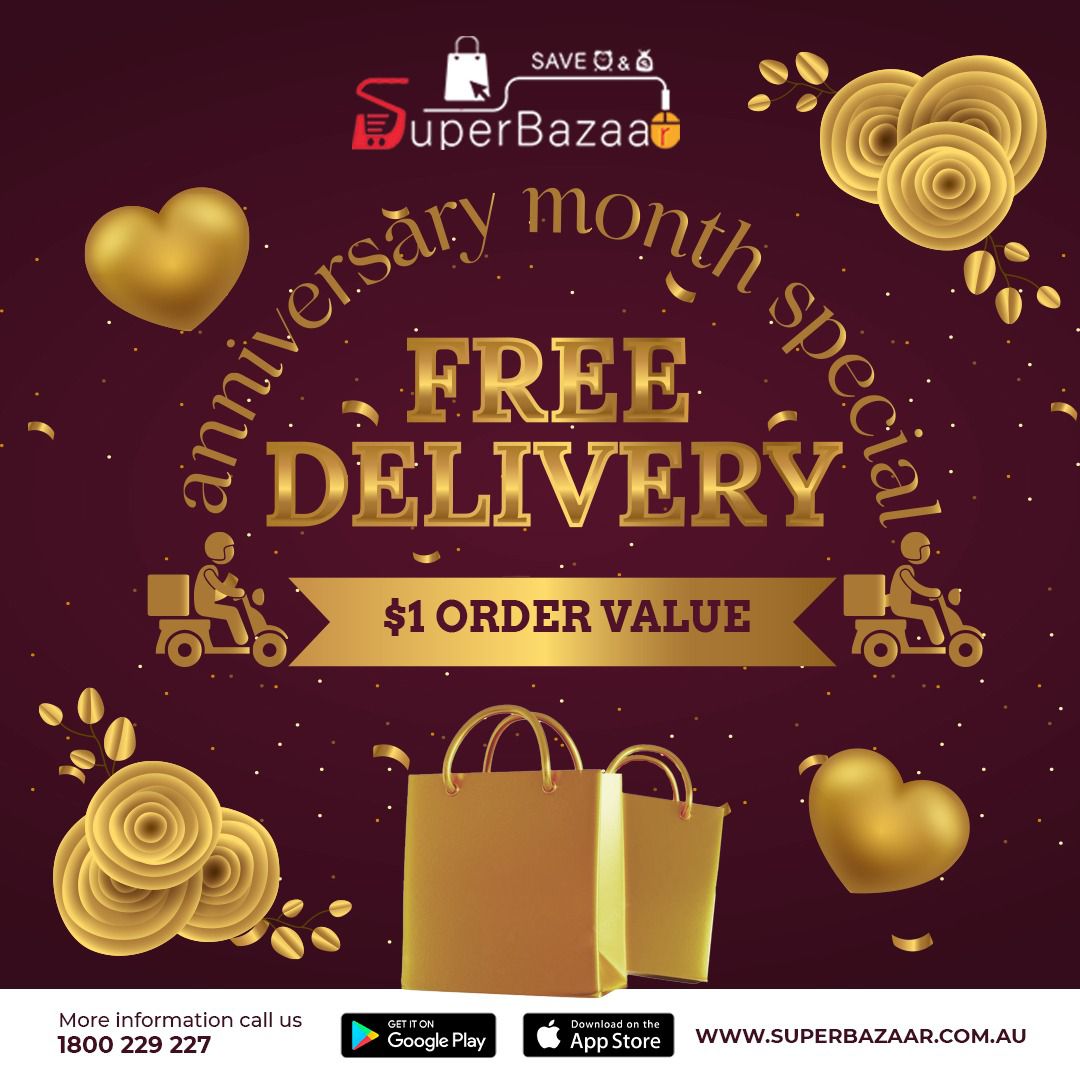 SAVE & $
SuperBazaar
anniversary month special
FREE
DELIVERY
$1 ORDER VALUE
More information call us
1800 229 227
GET IT ON
Google Play
Download on the
App Store
WWW.SUPERBAZAAR.COM.AU